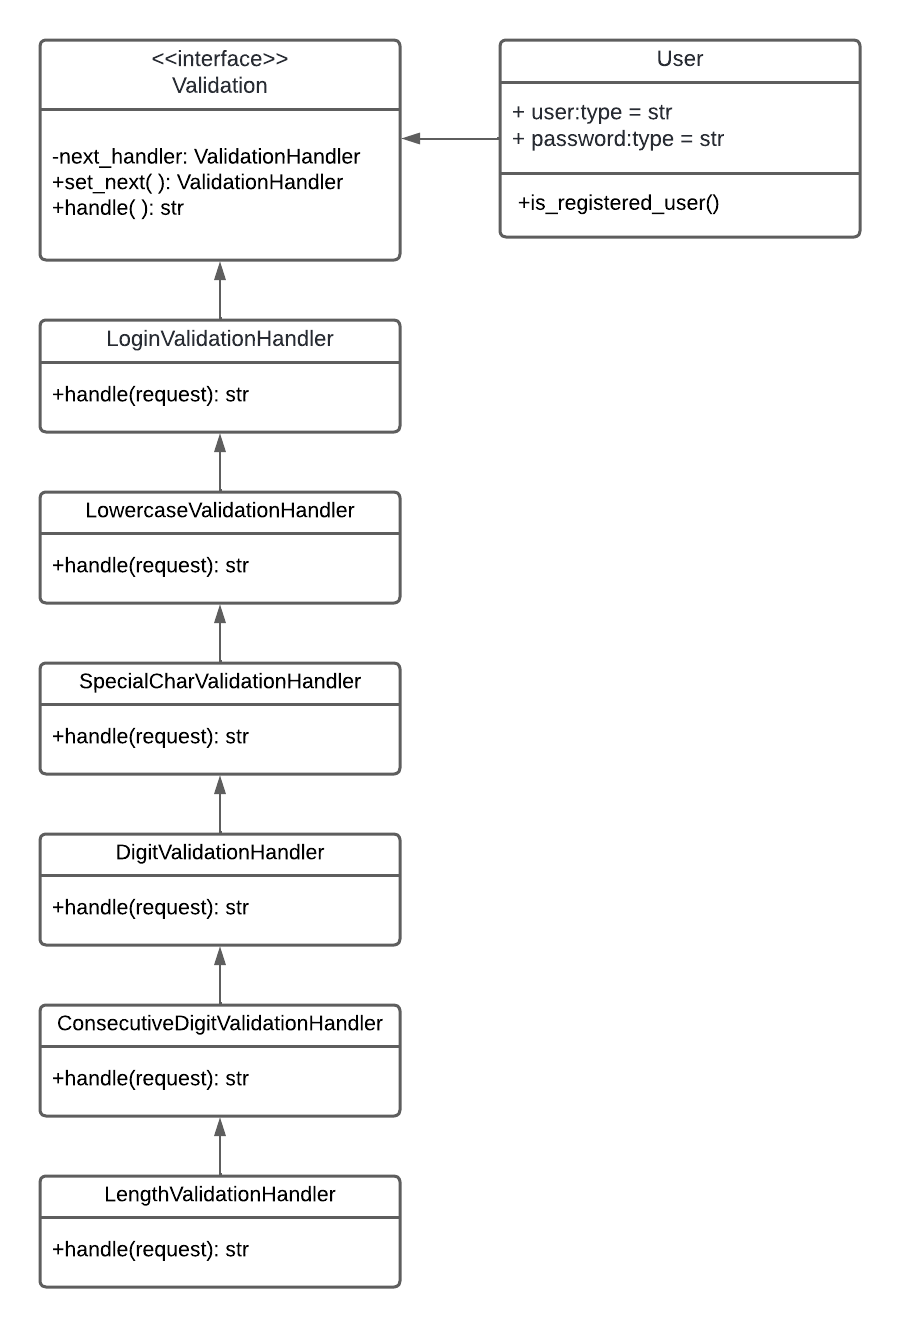 <<interface>>
Validation
-next_handler: ValidationHandler
+set_next( ): ValidationHandler
+handle( ): str
User
+ user:type = str
+ password:type = str
+is_registered_user()
LoginValidationHandler
+handle(request): str
LowercaseValidationHandler
+handle(request): str
SpecialCharValidationHandler
+handle(request): str
DigitValidationHandler
+handle(request): str
ConsecutiveDigitValidationHandler
+handle(request): str
LengthValidationHandler
+handle(request): str